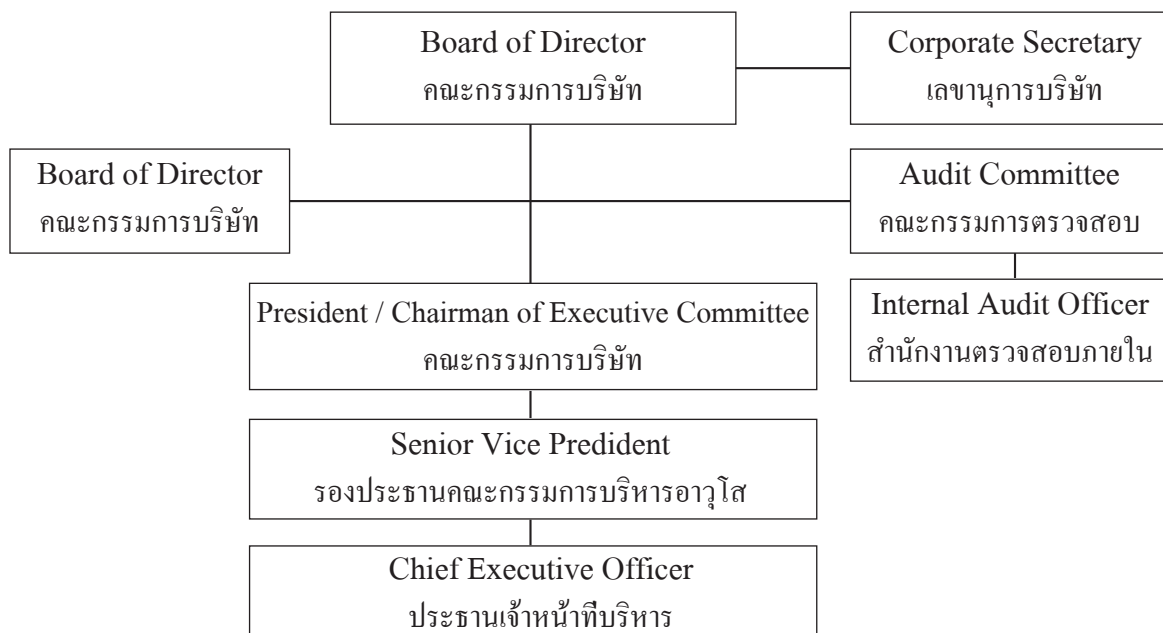 Board of Director
คณะกรรมการบริษัท
Corporate Secretary
เลขานุการบริษัท
Board of Director
คณะกรรมการบริษัท
Audit Committee
คณะกรรมการตรวจสอบ
President / Chairman of Executive Committee
คณะกรรมการบริษัท
Internal Audit Officer
สำนักงานตรวจสอบภายใน
Senior Vice Predident
รองประธานคณะกรรมการบริหารอาวุโส
Chief Executive Officer
ประธานเจ้าหน้าที่บริหาร